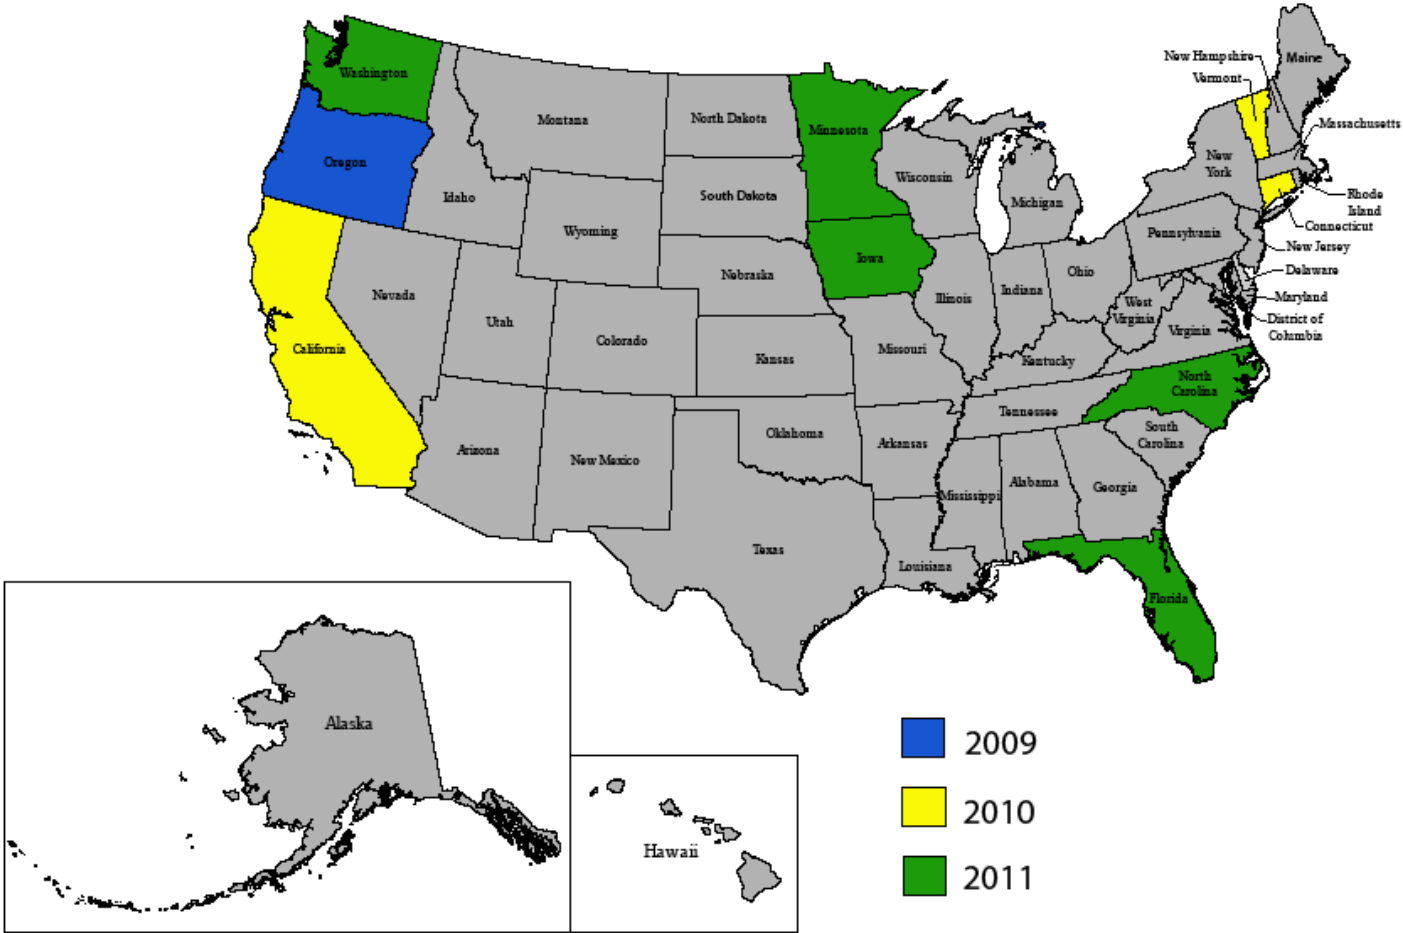 New Hampshire
Maine
Vermont
Washington
Montana
North Dakota
Minnesota
Massachusetts
Oregon
Idaho
South Dakota
Wisconsin
Michigan
New
York
Rhode
Island
Connecticut
Wyoming
Pennsylvania
New Jersey
Iowa
Nebraska
Ohio
Delaware
Nevada
Illinois
Indiana
West
Virginia
Maryland
District of
Columbia
Utah
Colorado
Virginia
California
Kansas
Missouri
Kentucky
North
Carolina
Tennessee
South
Carolina
Arizona
New Mexico
Oklahoma
Arkansas
Mississippi
Alabama
Georgia
Texas
Louisiana
Florida
Alaska
Hawaii
2009
2010
2011